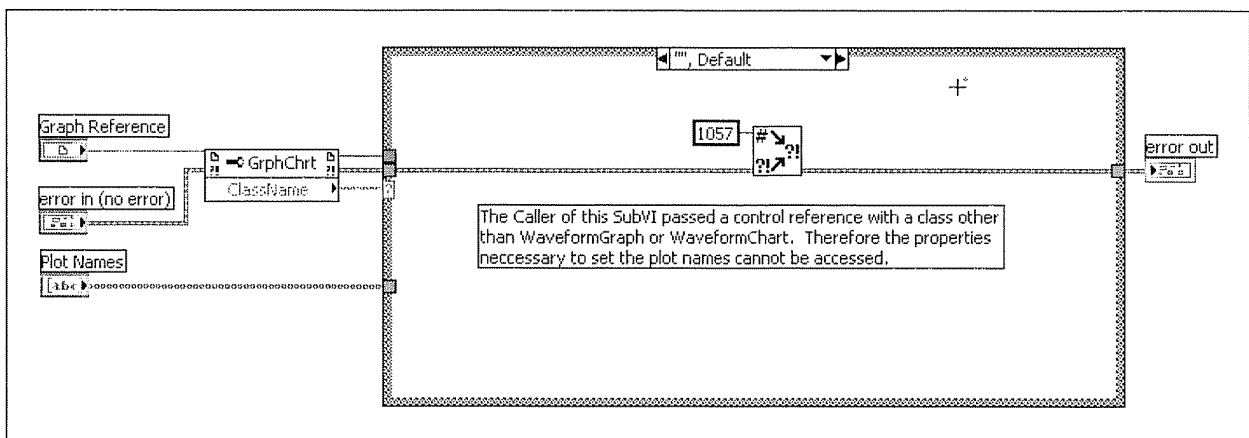 "", Default
Graph Reference
1057
#
?!
?!
error out
?!
GrphChrt
?!
ClassName
?
error in (no error)
The Caller of this SubVI passed a control reference with a class other
than WaveformGraph or WaveformChart. Therefore the properties
neccessary to set the plot names cannot be accessed.
Plot Names
[abc